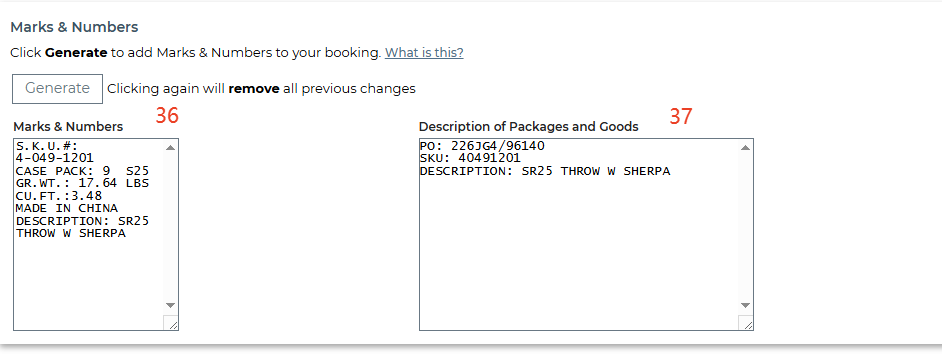 Marks & Numbers
Click Generate to add Marks & Numbers to your booking. What is this?
Generate Clicking again will remove all previous changes
36
37
Marks & Numbers
S.K.U.#:
4-049-1201
CASE PACK: 9  S25
GR.WT.: 17.64 LBS
CU.FT.:3.48
MADE IN CHINA
DESCRIPTION: SR25
THROW W SHERPA
Description of Packages and Goods
PO: 226JG4/96140
SKU: 40491201
DESCRIPTION: SR25 THROW W SHERPA